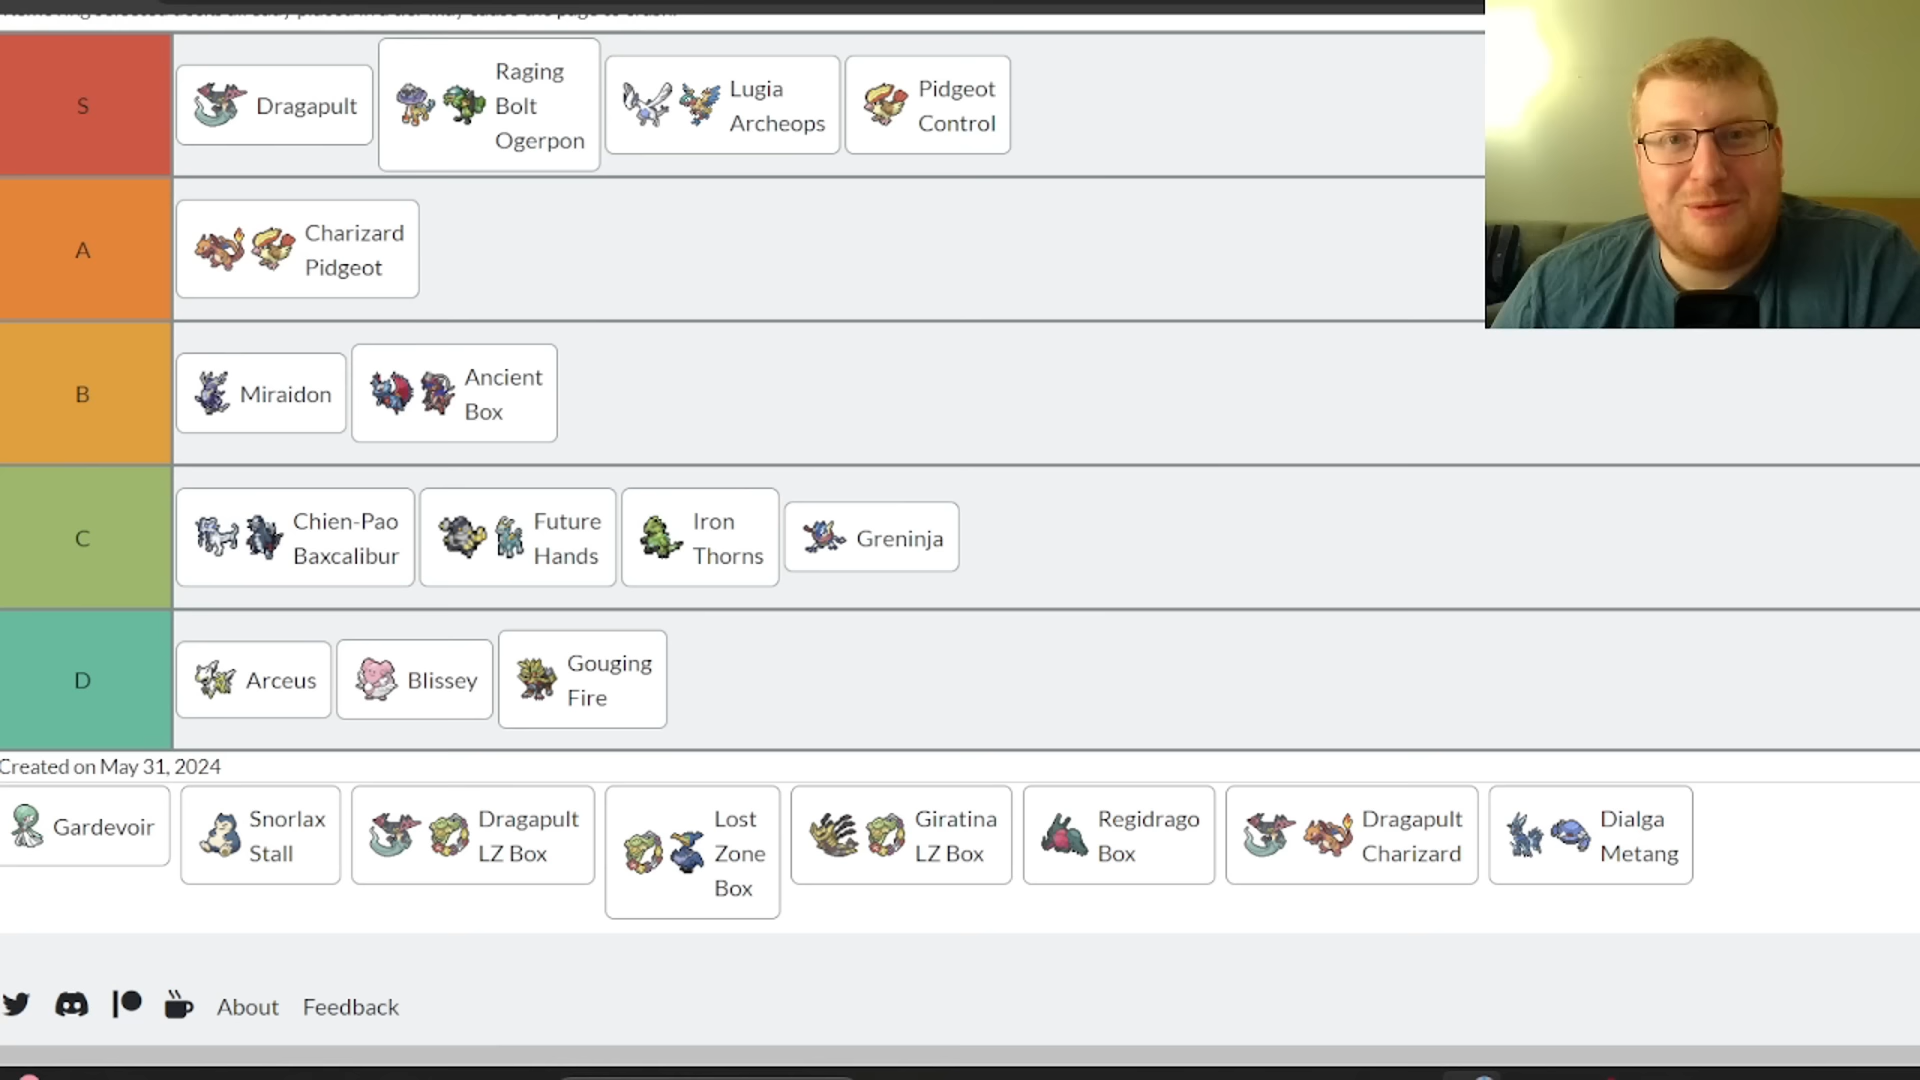 S
Dragapult
Raging
Bolt
Ogerpon
Lugia
Archeops
Pidgeot
Control
A
Charizard
Pidgeot
B
Miraidon
Ancient
Box
C
Chien-Pao
Baxcalibur
Future
Hands
Iron
Thorns
Greninja
D
Arceus
Blissey
Gouging
Fire
Created on May 31, 2024
Gardevoir
Snorlax
Stall
Dragapult
LZ Box
Lost
Zone
Box
Giratina
LZ Box
Regidrago
Box
Dragapult
Charizard
Dialga
Metang
About
Feedback